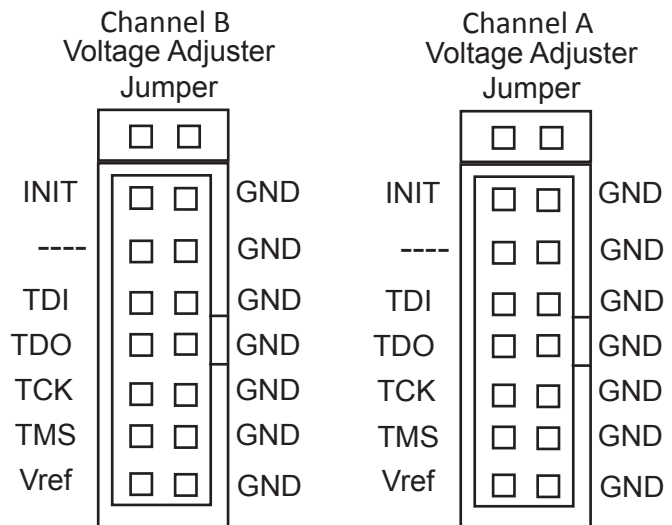 Channel B
Voltage Adjuster
Jumper
INIT GND
---- GND
TDI GND
TDO GND
TCK GND
TMS GND
Vref GND
Channel A
Voltage Adjuster
Jumper
INIT GND
---- GND
TDI GND
TDO GND
TCK GND
TMS GND
Vref GND